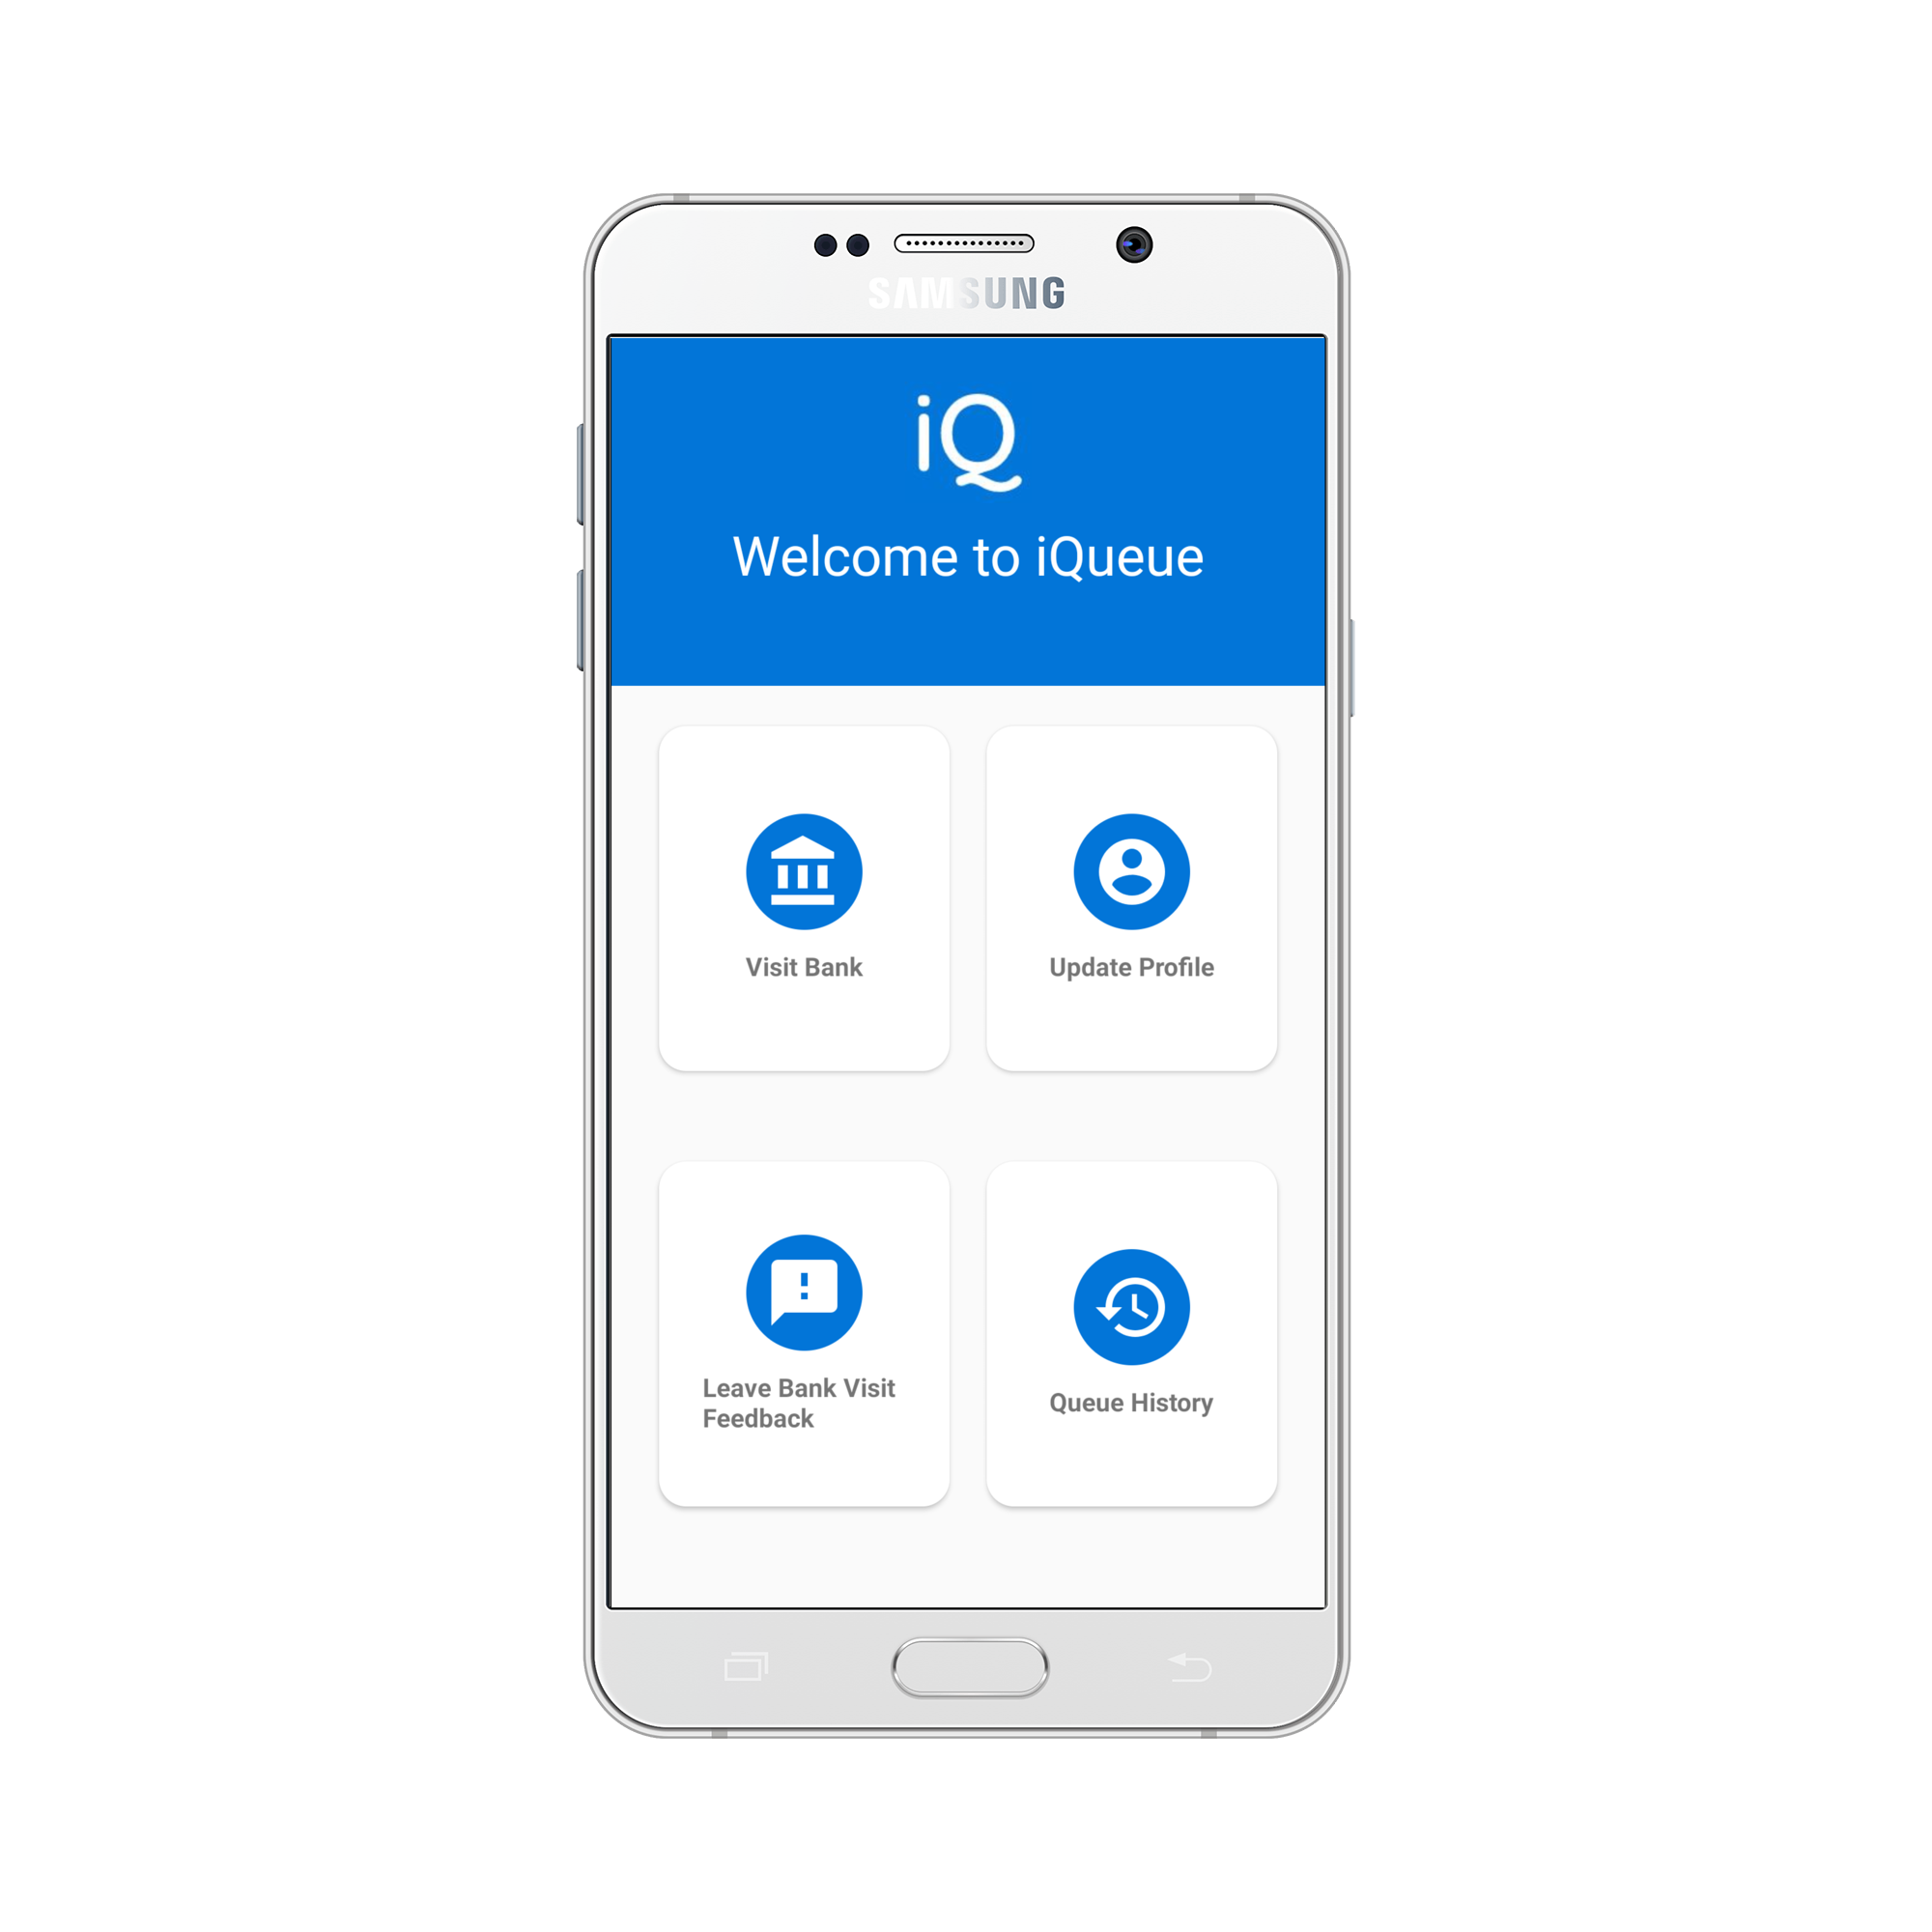 SAMSUNG
iQ
Welcome to iQueue
Visit Bank
Update Profile
Leave Bank Visit
Feedback
Queue History